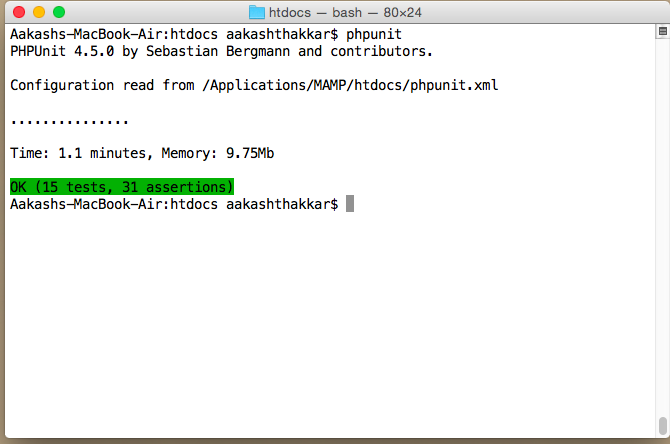 htdocs — bash — 80×24
Aakashs-MacBook-Air:htdocs aakashthakkar$ phpunit
PHPUnit 4.5.0 by Sebastian Bergmann and contributors.
Configuration read from /Applications/MAMP/htdocs/phpunit.xml
...............
Time: 1.1 minutes, Memory: 9.75Mb
OK (15 tests, 31 assertions)
Aakashs-MacBook-Air:htdocs aakashthakkar$